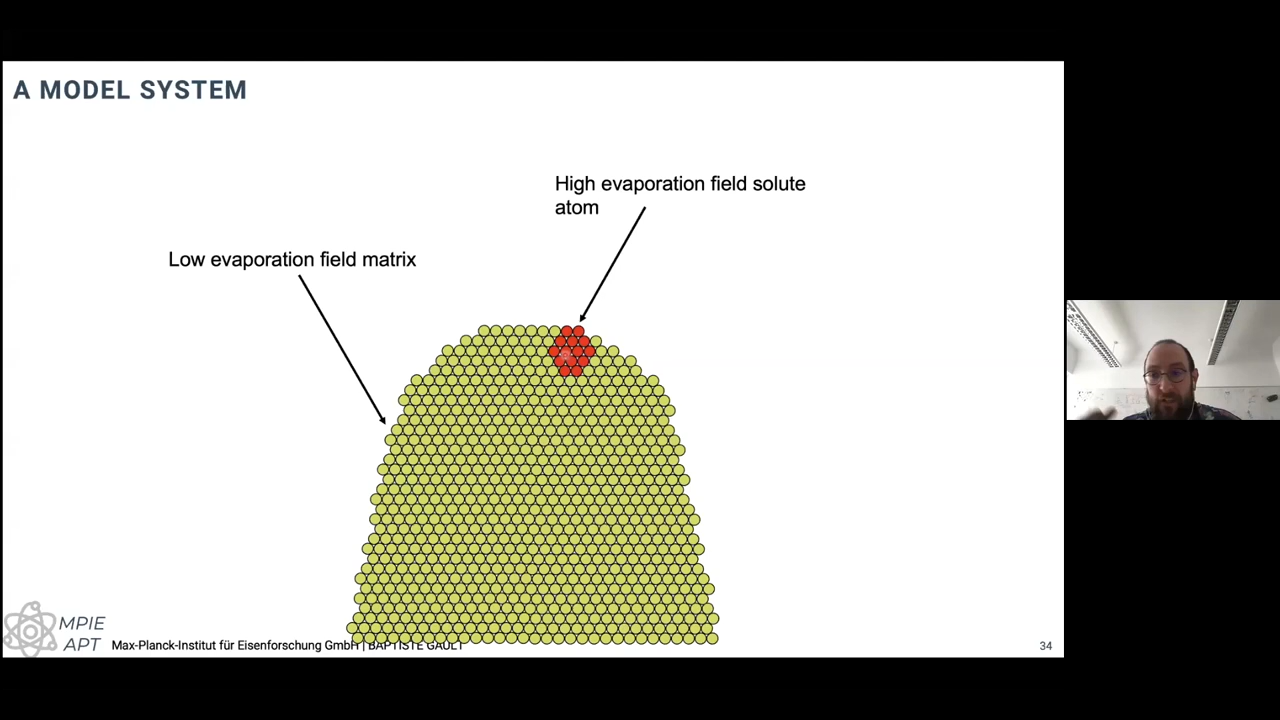 A MODEL SYSTEM
High evaporation field solute
atom
Low evaporation field matrix
MPIE
APT
Max-Planck-Institut für Eisenforschung GmbH | BAPTISTE GAULT
34